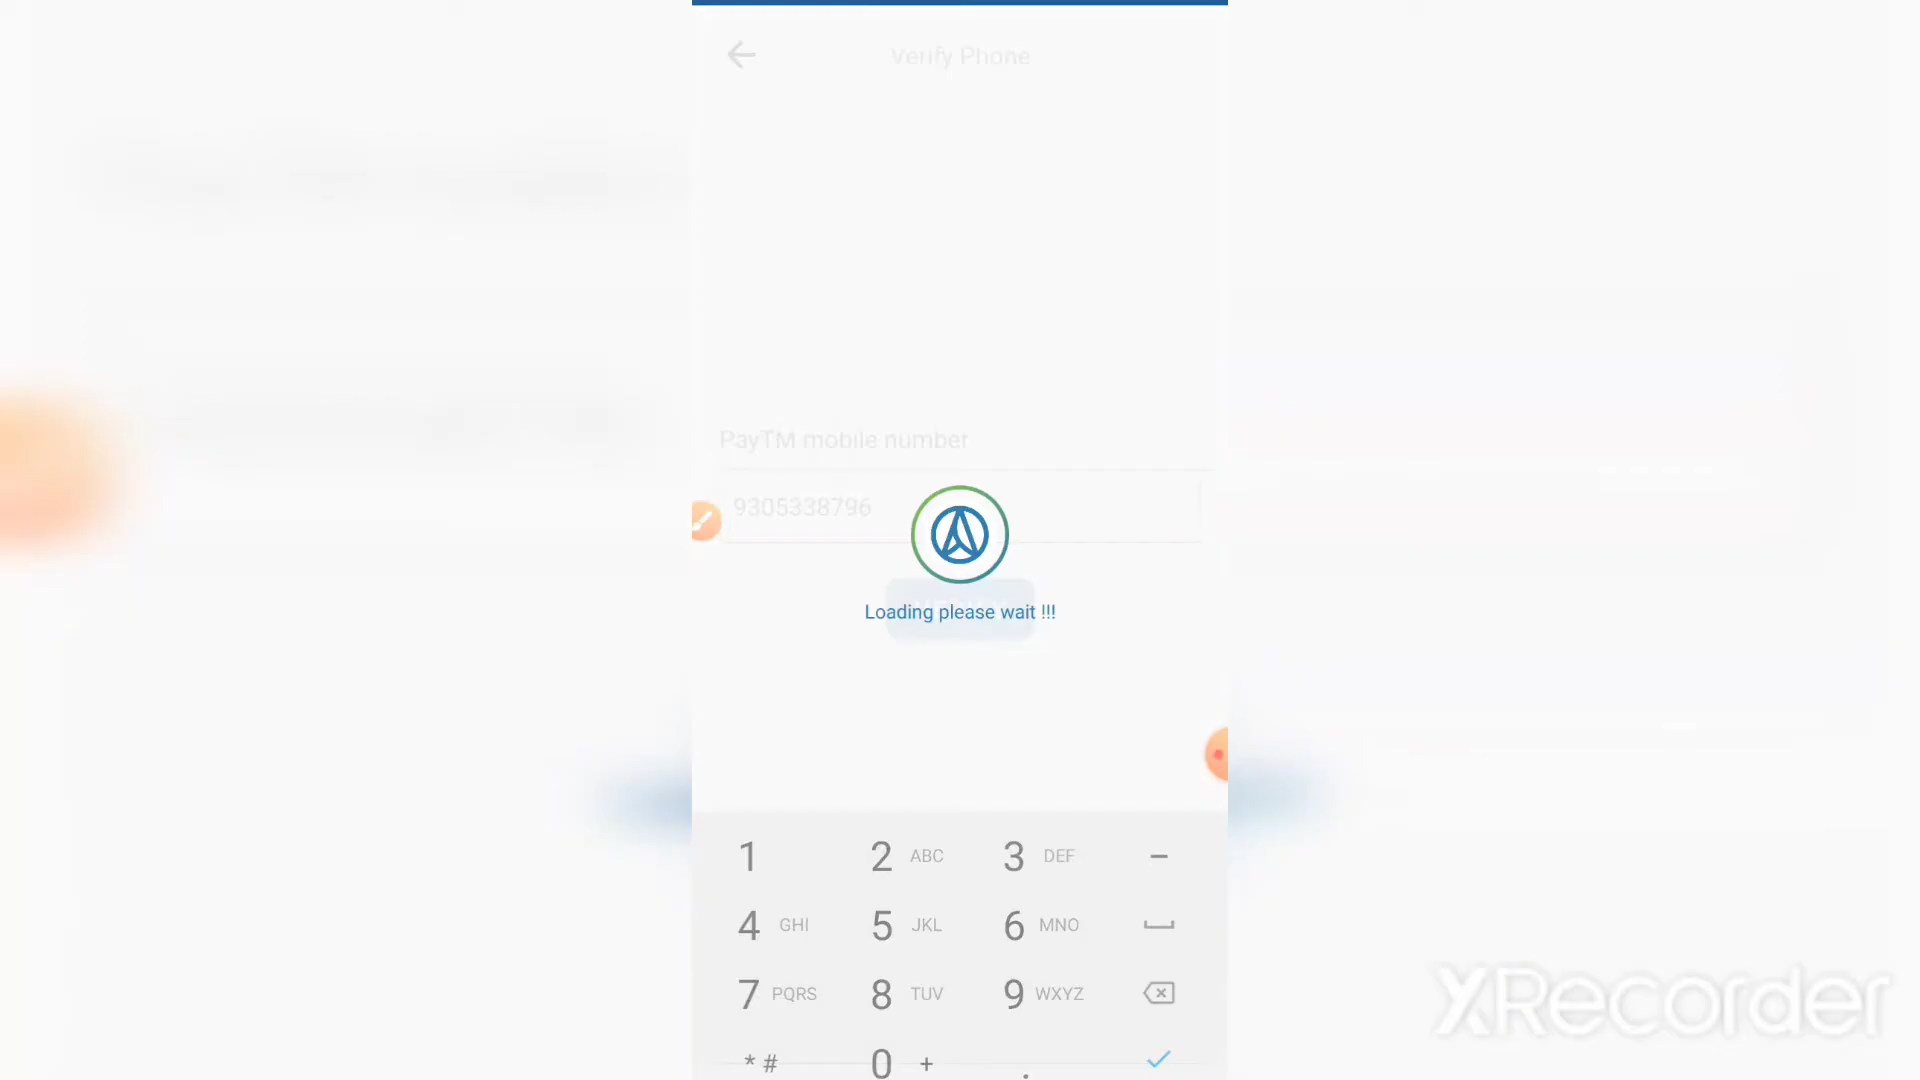 Verify Phone
PayTM mobile number
9305338796
Loading please wait !!!
1 2 ABC 3 DEF –
4 GHI 5 JKL 6 MNO
7 PQRS 8 TUV 9 WXYZ
* # 0 + .
XRecorder